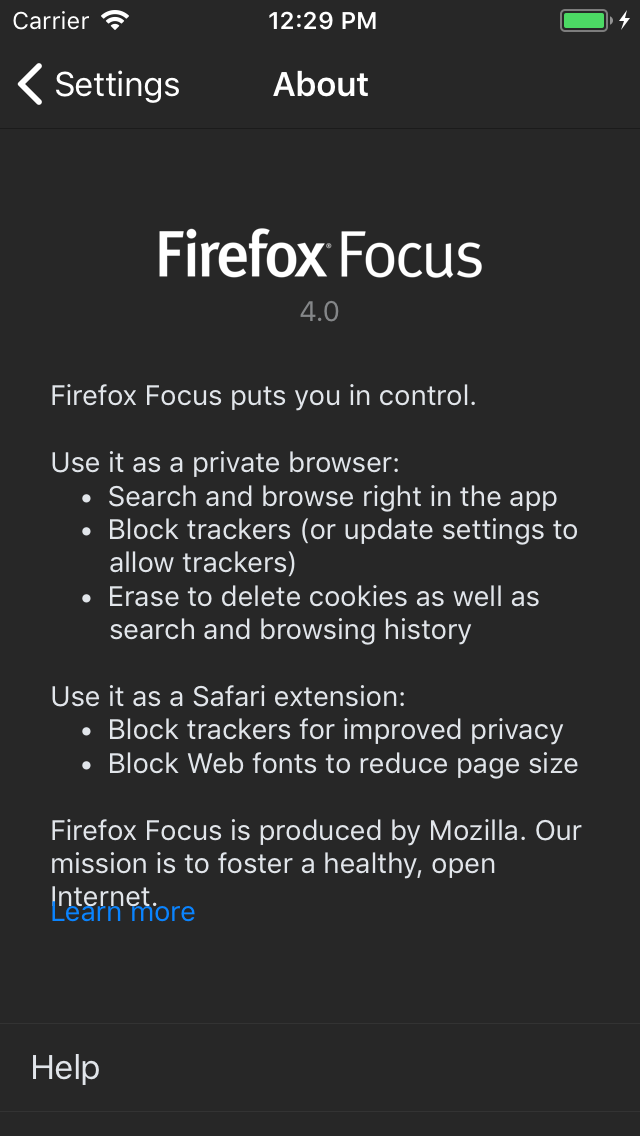 Carrier 12:29 PM
Settings About
Firefox® Focus
4.0
Firefox Focus puts you in control.
Use it as a private browser:
• Search and browse right in the app
• Block trackers (or update settings to
allow trackers)
• Erase to delete cookies as well as
search and browsing history
Use it as a Safari extension:
• Block trackers for improved privacy
• Block Web fonts to reduce page size
Firefox Focus is produced by Mozilla. Our
mission is to foster a healthy, open
Internet.
Learn more
Help